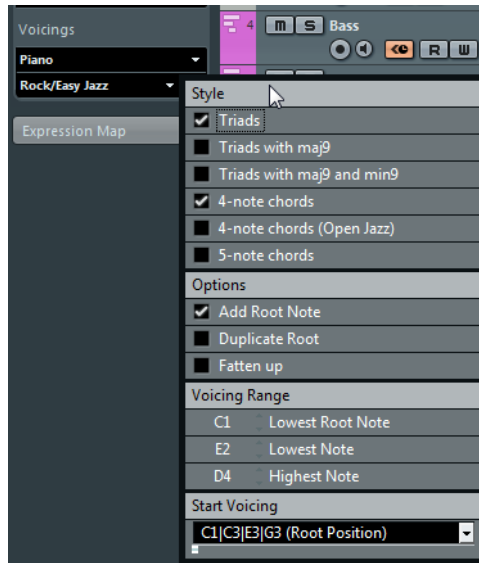 Voicings
Piano
Rock/Easy Jazz
Expression Map
4 M S Bass
R W
Style
Triads
Triads with maj9
Triads with maj9 and min9
4-note chords
4-note chords (Open Jazz)
5-note chords
Options
Add Root Note
Duplicate Root
Fatten up
Voicing Range
C1 Lowest Root Note
E2 Lowest Note
D4 Highest Note
Start Voicing
C1|C3|E3|G3 (Root Position)